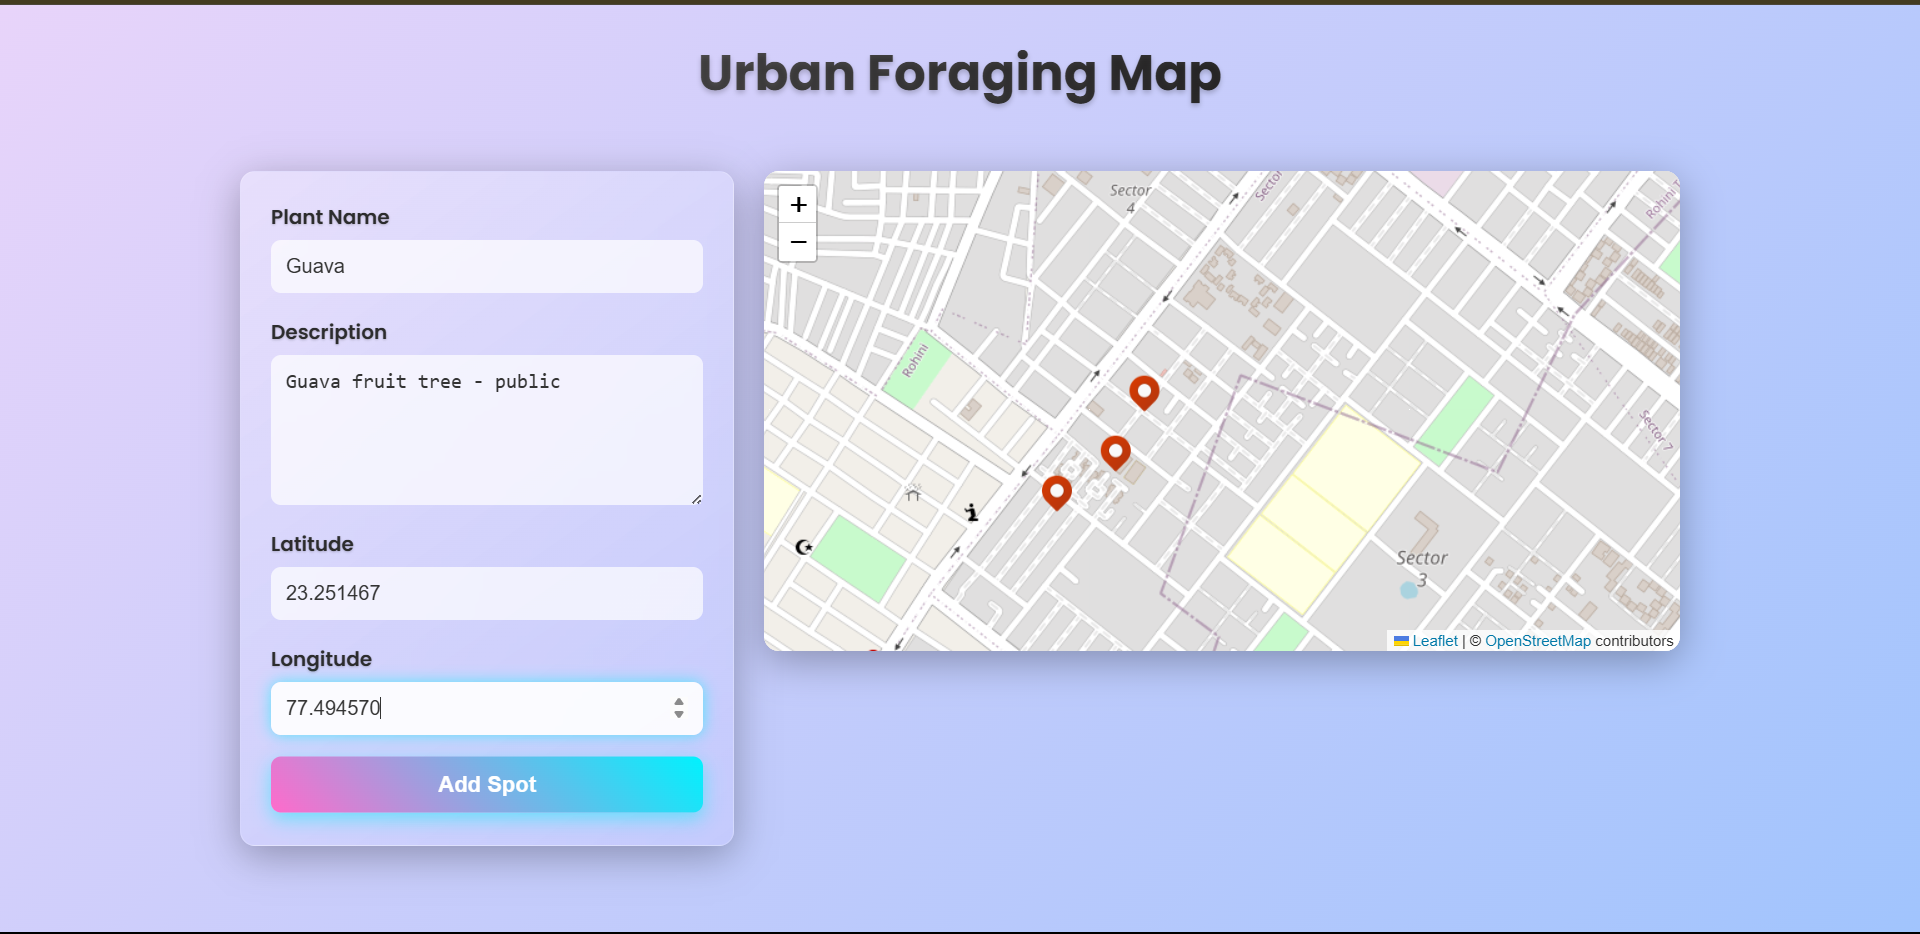 Urban Foraging Map
Plant Name
Guava
Description
Guava fruit tree - public
Latitude
23.251467
Longitude
77.494570
Add Spot
+
−
Sector
4
Sector
Rohini
Rohini
Sector 7
Sector
3
Leaflet | © OpenStreetMap contributors